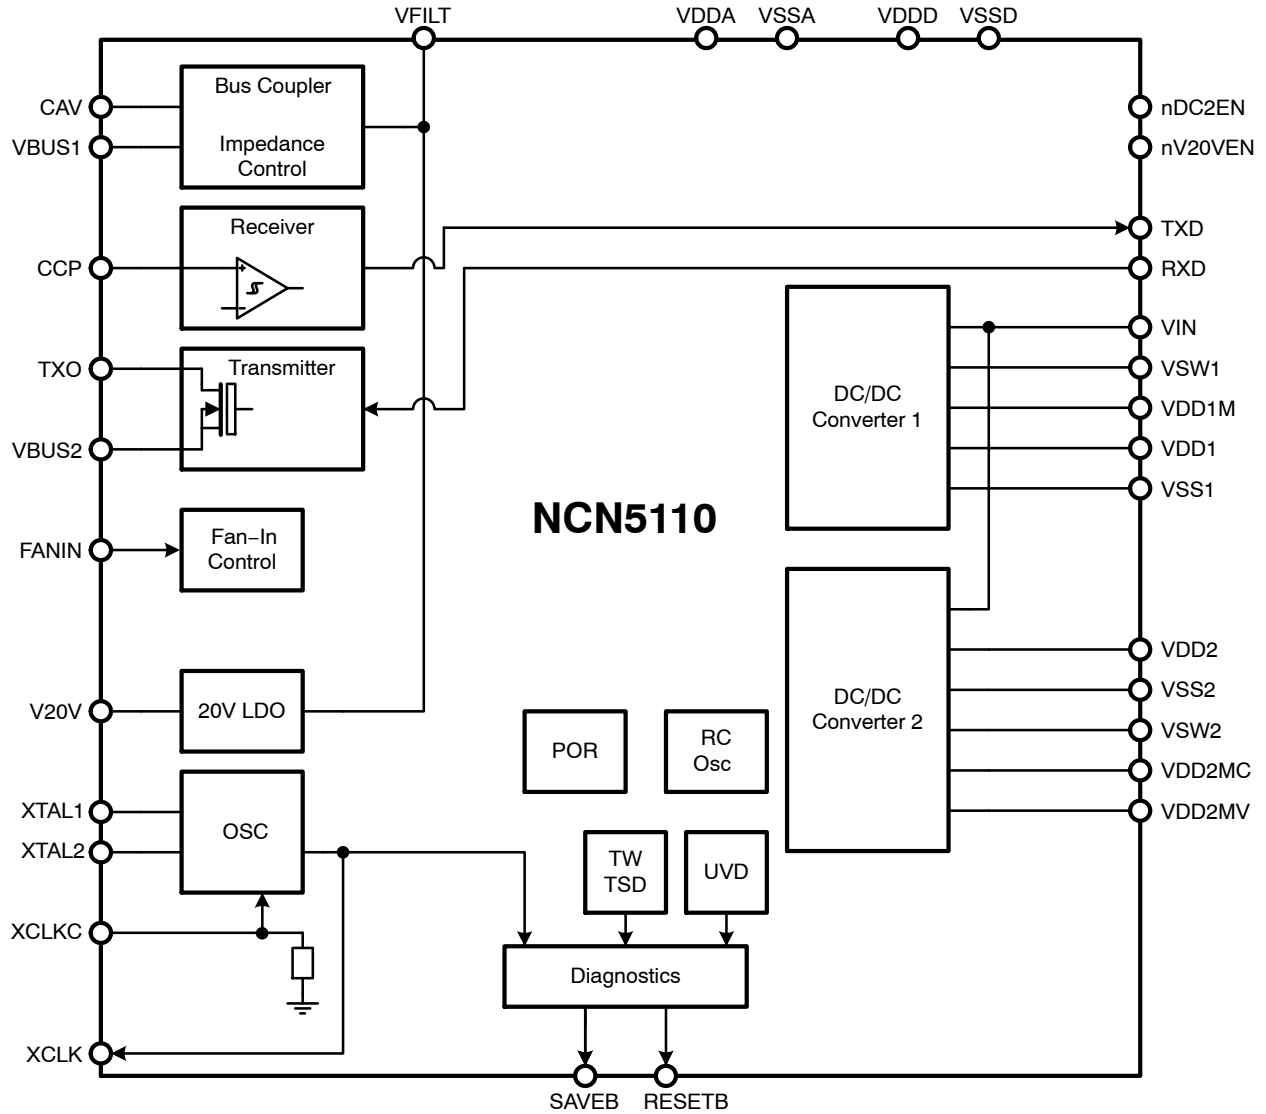 VFILT
VDDA
VSSA
VDDD
VSSD
CAV
VBUS1
Bus Coupler
Impedance
Control
nDC2EN
nV20VEN
CCP
Receiver
TXD
RXD
TXO
VBUS2
Transmitter
DC/DC
Converter 1
VIN
VSW1
VDD1M
VDD1
VSS1
NCN5110
FANIN
Fan-In
Control
V20V
20V LDO
POR
RC
Osc
DC/DC
Converter 2
VDD2
VSS2
VSW2
VDD2MC
VDD2MV
XTAL1
XTAL2
OSC
TW
TSD
UVD
XCLKC
Diagnostics
XCLK
SAVEB
RESETB